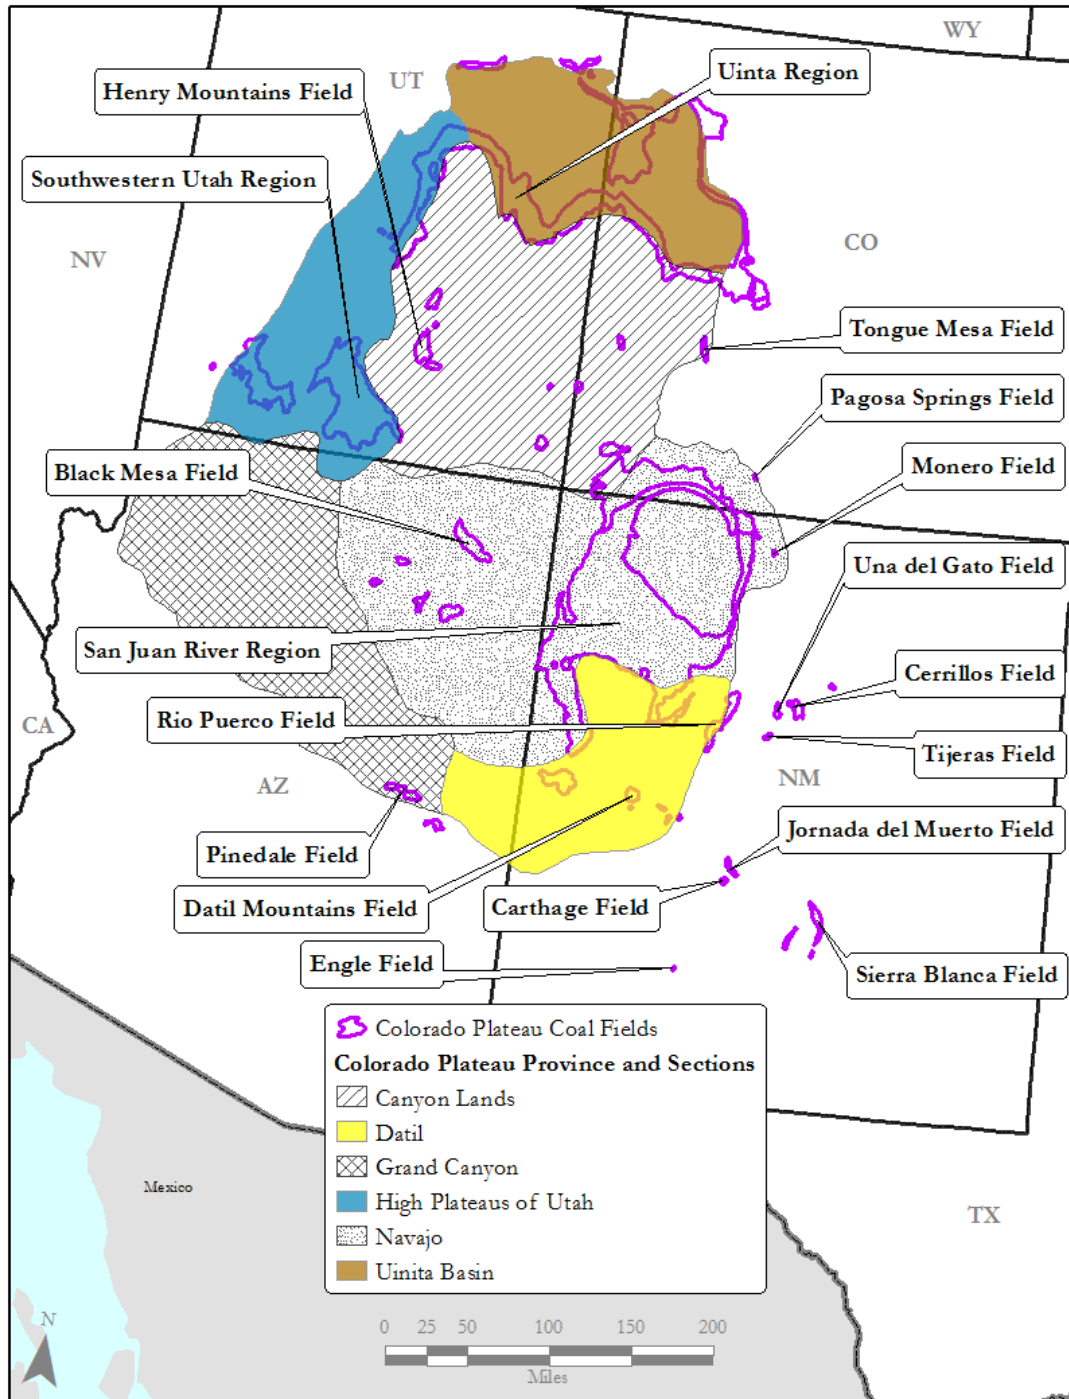 WY
Uinta Region
UT
Henry Mountains Field
Southwestern Utah Region
CO
NV
Tongue Mesa Field
Pagosa Springs Field
Black Mesa Field
Monero Field
Una del Gato Field
San Juan River Region
Cerrillos Field
Rio Puerco Field
CA
Tijeras Field
AZ
NM
Jornada del Muerto Field
Pinedale Field
Datil Mountains Field
Carthage Field
Engle Field
Sierra Blanca Field
Colorado Plateau Coal Fields
Colorado Plateau Province and Sections
Canyon Lands
Datil
Grand Canyon
High Plateaus of Utah
Navajo
Uinita Basin
Mexico
TX
N
0 25 50 100 150 200
Miles